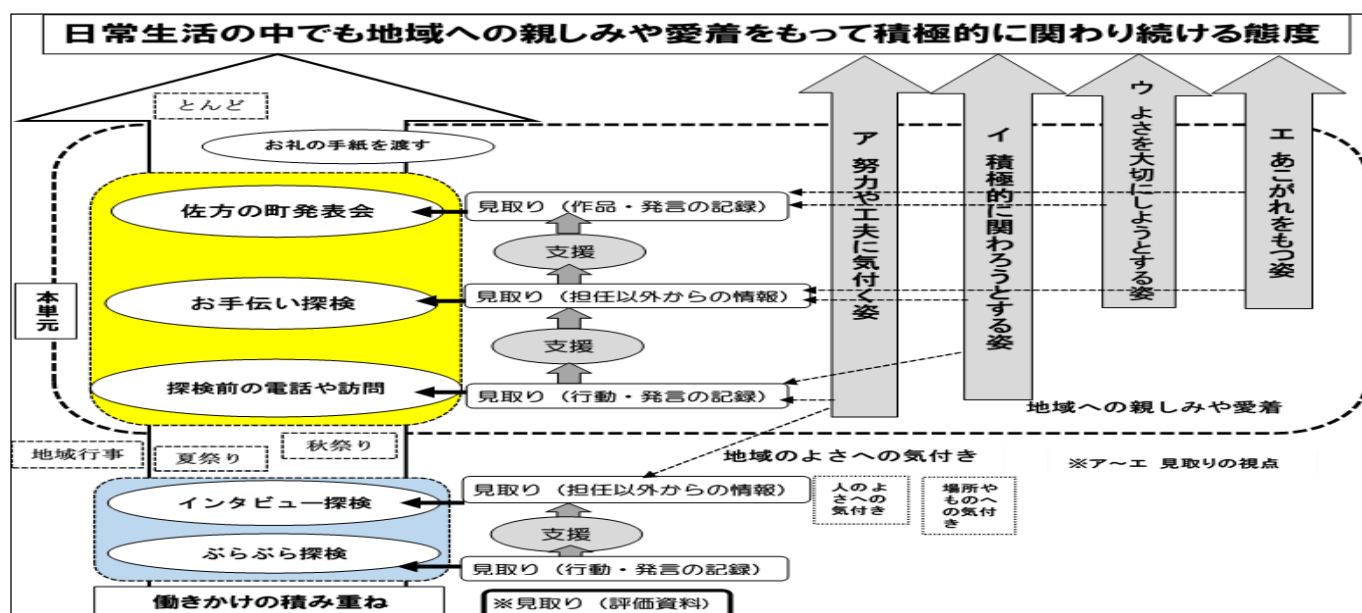 日常生活の中でも地域への親しみや愛着をもって積極的に関わり続ける態度
とんど
お礼の手紙を渡す
佐方の町発表会
見取り（作品・発言の記録）
支援
お手伝い探検
見取り（担任以外からの情報）
支援
探検前の電話や訪問
見取り（行動・発言の記録）
本単元
ア 努力や工夫に気付く姿
イ 積極的に関わろうとする姿
ウ よさを大切にしようとする姿
エ あこがれをもつ姿
地域への親しみや愛着
地域行事
夏祭り
秋祭り
地域のよさへの気付き
※ア～エ 見取りの視点
インタビュー探検
見取り（担任以外からの情報）
人のよ
さへの
気付き
場所や
ものへ
の気付
き
支援
ぶらぶら探検
見取り（行動・発言の記録）
働きかけの積み重ね
※見取り（評価資料）